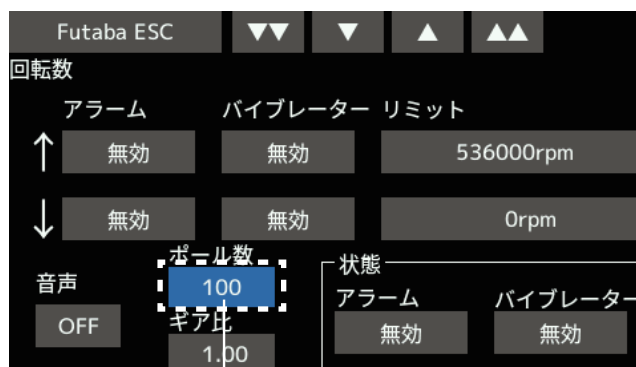 Futaba ESC ▼▼ ▼ ▲ ▲▲
回転数
アラーム バイブレーター リミット
↑ 無効 無効 536000rpm
↓ 無効 無効 0rpm
ポール数
100
音声
OFF
ギア比
1.00
状態
アラーム バイブレーター
無効 無効